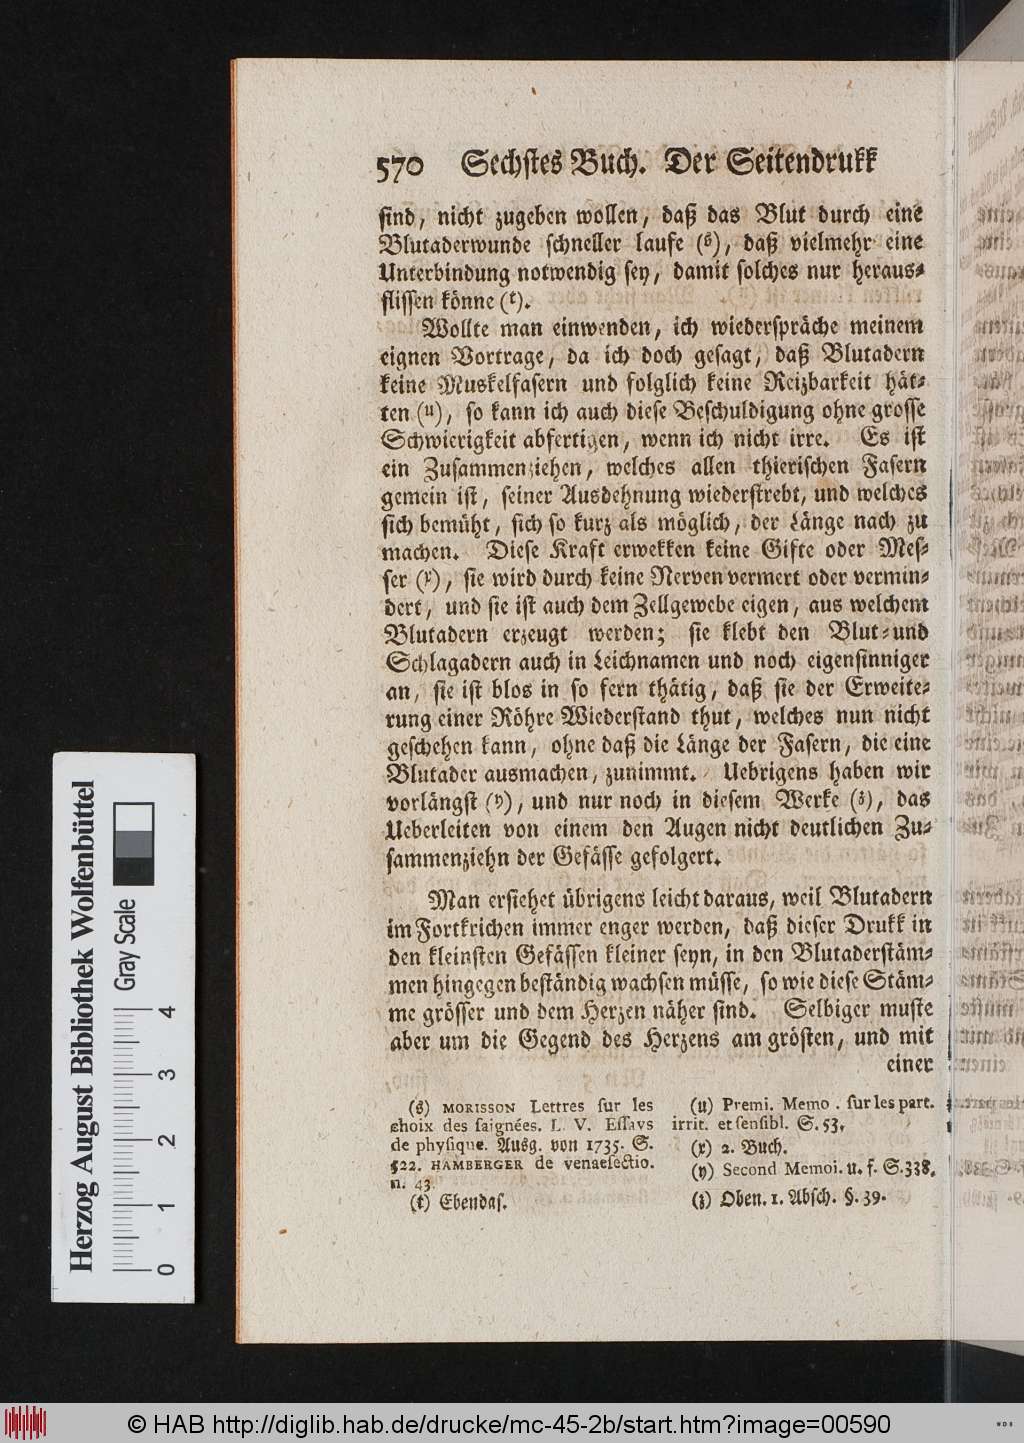 570 Sechstes Buch. Der Seitendrukk
sind, nicht zugeben wollen, daß das Blut durch eine
Blutaderwunde schneller laufe (s), daß vielmehr eine
Unterbindung notwendig sey, damit solches nur heraus-
flissen könne (t).
Wollte man einwenden, ich wiederspräche meinem
eignen Vortrage, da ich doch gesagt, daß Blutadern
keine Muskelfasern und folglich keine Reizbarkeit hät-
ten (u), so kann ich auch diese Beschuldigung ohne grosse
Schwierigkeit abfertigen, wenn ich nicht irre. Es ist
ein Zusammenziehen, welches allen thierischen Fasern
gemein ist, seiner Ausdehnung wiederstrebt, und welches
sich bemüht, sich so kurz als möglich, der Länge nach zu
machen. Diese Kraft erwekken keine Gifte oder Mes-
ser (x), sie wird durch keine Nerven vermert oder vermin-
dert, und sie ist auch dem Zellgewebe eigen, aus welchem
Blutadern erzeugt werden; sie klebt den Blut- und
Schlagadern auch in Leichnamen und noch eigensinniger
an, sie ist blos in so fern thätig, daß sie der Erweite-
rung einer Röhre Wiederstand thut, welches nun nicht
geschehen kann, ohne daß die Länge der Fasern, die eine
Blutader ausmachen, zunimmt. Uebrigens haben wir
vorlängst (y), und nur noch in diesem Werke (z), das
Ueberleiten von einem den Augen nicht deutlichen Zu-
sammenziehn der Gefässe gefolgert.
Man ersiehet übrigens leicht daraus, weil Blutadern
im Fortkrichen immer enger werden, daß dieser Drukk in
den kleinsten Gefässen kleiner seyn, in den Blutaderstäm-
men hingegen beständig wachsen müsse, so wie diese Stäm-
me grösser und dem Herzen näher sind. Selbiger muste
aber um die Gegend des Herzens am grösten, und mit
einer
(s) MORISSON Lettres sur les
choix des saignées. L. V. Essays
de physique. Ausg. von 1735. S.
522. HAMBERGER de venaesectio.
n. 43.
(t) Ebendas.
(u) Premi. Memo. sur les part.
irrit. et sensibl. S. 53.
(x) 2. Buch.
(y) Second Memoi. u. f. S. 338.
(z) Oben. 1. Absch. §. 39.
Herzog August Bibliothek Wolfenbüttel
Gray Scale
0 1 2 3 4
© HAB http://diglib.hab.de/drucke/mc-45-2b/start.htm?image=00590